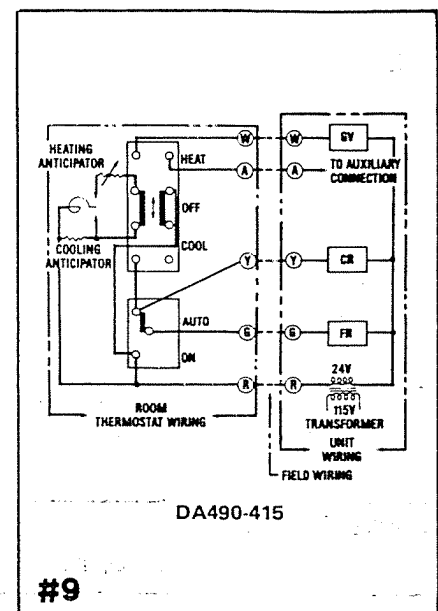 W W GV
HEATING
ANTICIPATOR
HEAT
A A TO AUXILIARY
CONNECTION
OFF
COOLING
ANTICIPATOR
COOL
Y Y CR
AUTO
G G FR
ON
24V
R R
115V
ROOM
THERMOSTAT WIRING
TRANSFORMER
UNIT
WIRING
FIELD WIRING
DA490-415
#9